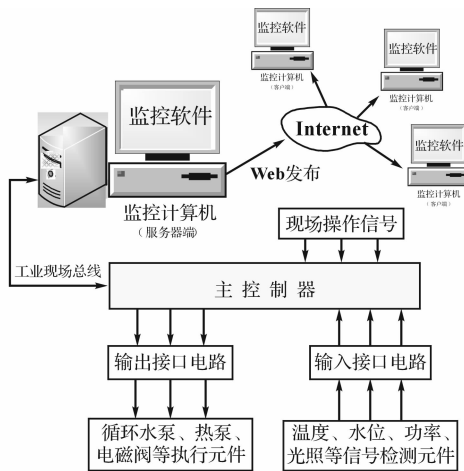 监控软件
监控计算机
(客户端)
监控软件
监控计算机
(客户端)
监控软件
监控计算机
(客户端)
监控软件
监控计算机
(服务器端)
Internet
Web发布
现场操作信号
工业现场总线
主控制器
输出接口电路
输入接口电路
循环水泵、热泵、
电磁阀等执行元件
温度、水位、功率、
光照等信号检测元件